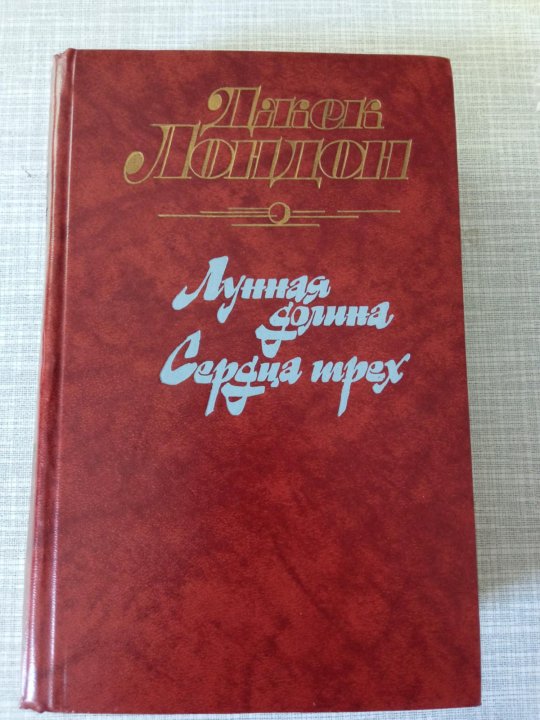 Джек
Лондон
Лунная
долина
Сердца трех